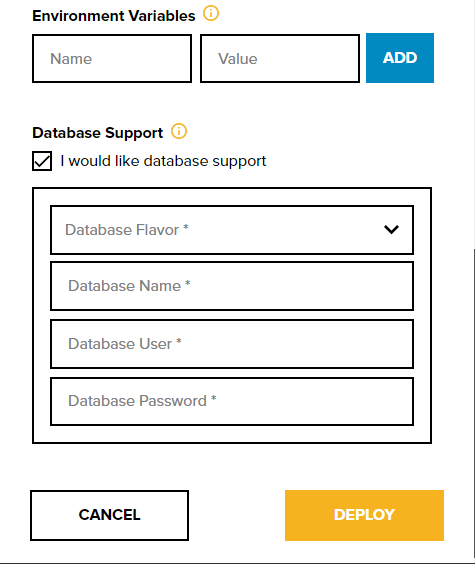 Environment Variables
Name Value ADD
Database Support
I would like database support
Database Flavor *
Database Name *
Database User *
Database Password *
CANCEL DEPLOY